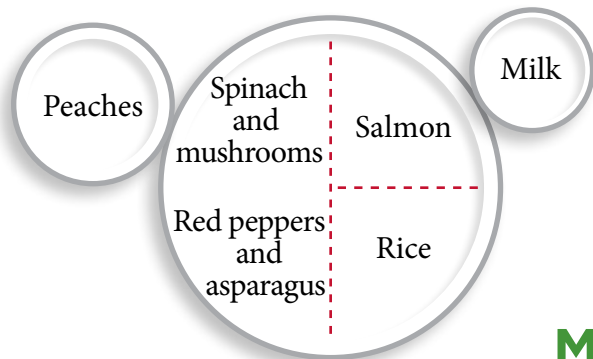 Peaches
Spinach
and
mushrooms
Salmon
Milk
Red peppers
and
asparagus
Rice
M